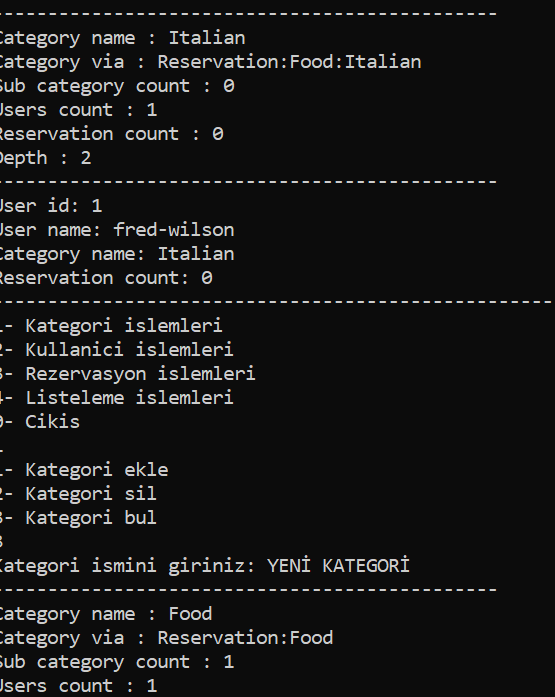 --------------------------------------------
Category name : Italian
Category via : Reservation:Food:Italian
Sub category count : 0
Users count : 1
Reservation count : 0
Depth : 2
--------------------------------------------
User id: 1
User name: fred-wilson
Category name: Italian
Reservation count: 0
-------------------------------------------------
1- Kategori islemleri
2- Kullanici islemleri
3- Rezervasyon islemleri
4- Listeleme islemleri
0- Cikis
1
1- Kategori ekle
2- Kategori sil
3- Kategori bul
3
Kategori ismini giriniz: YENİ KATEGORİ
--------------------------------------------
Category name : Food
Category via : Reservation:Food
Sub category count : 1
Users count : 1